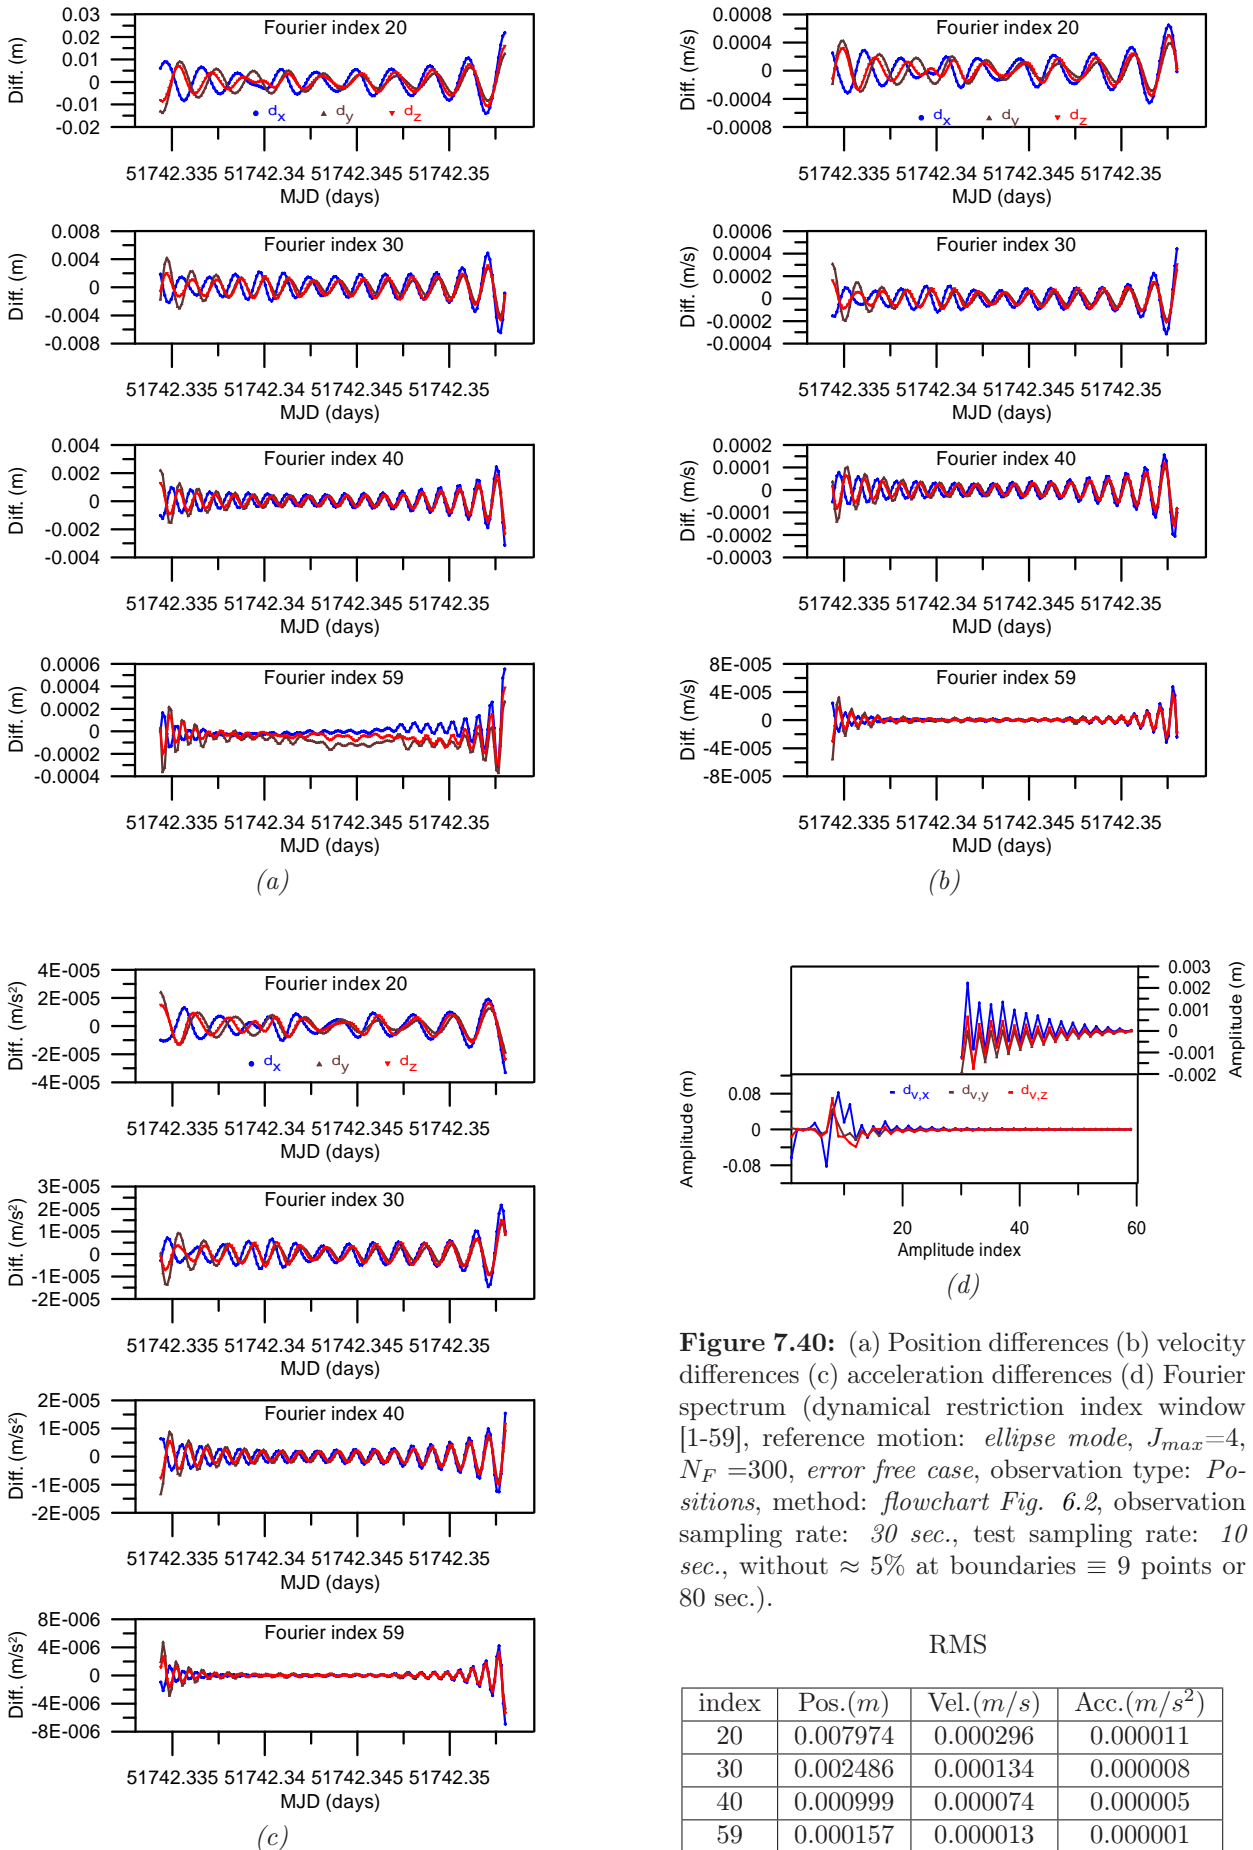 0.03
0.02
0.01
0
-0.01
-0.02
Diff. (m)
Fourier index 20
dx dy dz
51742.335 51742.34 51742.345 51742.35
MJD (days)
0.008
0.004
0
-0.004
-0.008
Diff. (m)
Fourier index 30
51742.335 51742.34 51742.345 51742.35
MJD (days)
0.004
0.002
0
-0.002
-0.004
Diff. (m)
Fourier index 40
51742.335 51742.34 51742.345 51742.35
MJD (days)
0.0006
0.0004
0.0002
0
-0.0002
-0.0004
Diff. (m)
Fourier index 59
51742.335 51742.34 51742.345 51742.35
MJD (days)
(a)
0.0008
0.0004
0
-0.0004
-0.0008
Diff. (m/s)
Fourier index 20
dx dy dz
51742.335 51742.34 51742.345 51742.35
MJD (days)
0.0006
0.0004
0.0002
0
-0.0002
-0.0004
Diff. (m/s)
Fourier index 30
51742.335 51742.34 51742.345 51742.35
MJD (days)
0.0002
0.0001
0
-0.0001
-0.0002
-0.0003
Diff. (m/s)
Fourier index 40
51742.335 51742.34 51742.345 51742.35
MJD (days)
8E-005
4E-005
0
-4E-005
-8E-005
Diff. (m/s)
Fourier index 59
51742.335 51742.34 51742.345 51742.35
MJD (days)
(b)
4E-005
2E-005
0
-2E-005
-4E-005
Diff. (m/s²)
Fourier index 20
dx dy dz
51742.335 51742.34 51742.345 51742.35
MJD (days)
3E-005
2E-005
1E-005
0
-1E-005
-2E-005
Diff. (m/s²)
Fourier index 30
51742.335 51742.34 51742.345 51742.35
MJD (days)
2E-005
1E-005
0
-1E-005
-2E-005
Diff. (m/s²)
Fourier index 40
51742.335 51742.34 51742.345 51742.35
MJD (days)
8E-006
4E-006
0
-4E-006
-8E-006
Diff. (m/s²)
Fourier index 59
51742.335 51742.34 51742.345 51742.35
MJD (days)
(c)
0.003
0.002
0.001
0
-0.001
-0.002
Amplitude (m)
0.08
0
-0.08
Amplitude (m)
dv,x dv,y dv,z
20 40 60
Amplitude index
(d)
Figure 7.40: (a) Position differences (b) velocity
differences (c) acceleration differences (d) Fourier
spectrum (dynamical restriction index window
[1-59], reference motion: ellipse mode, Jmax=4,
NF =300, error free case, observation type: Po-
sitions, method: flowchart Fig. 6.2, observation
sampling rate: 30 sec., test sampling rate: 10
sec., without ≈ 5% at boundaries ≡ 9 points or
80 sec.).
RMS
index Pos.(m) Vel.(m/s) Acc.(m/s²)
20 0.007974 0.000296 0.000011
30 0.002486 0.000134 0.000008
40 0.000999 0.000074 0.000005
59 0.000157 0.000013 0.000001